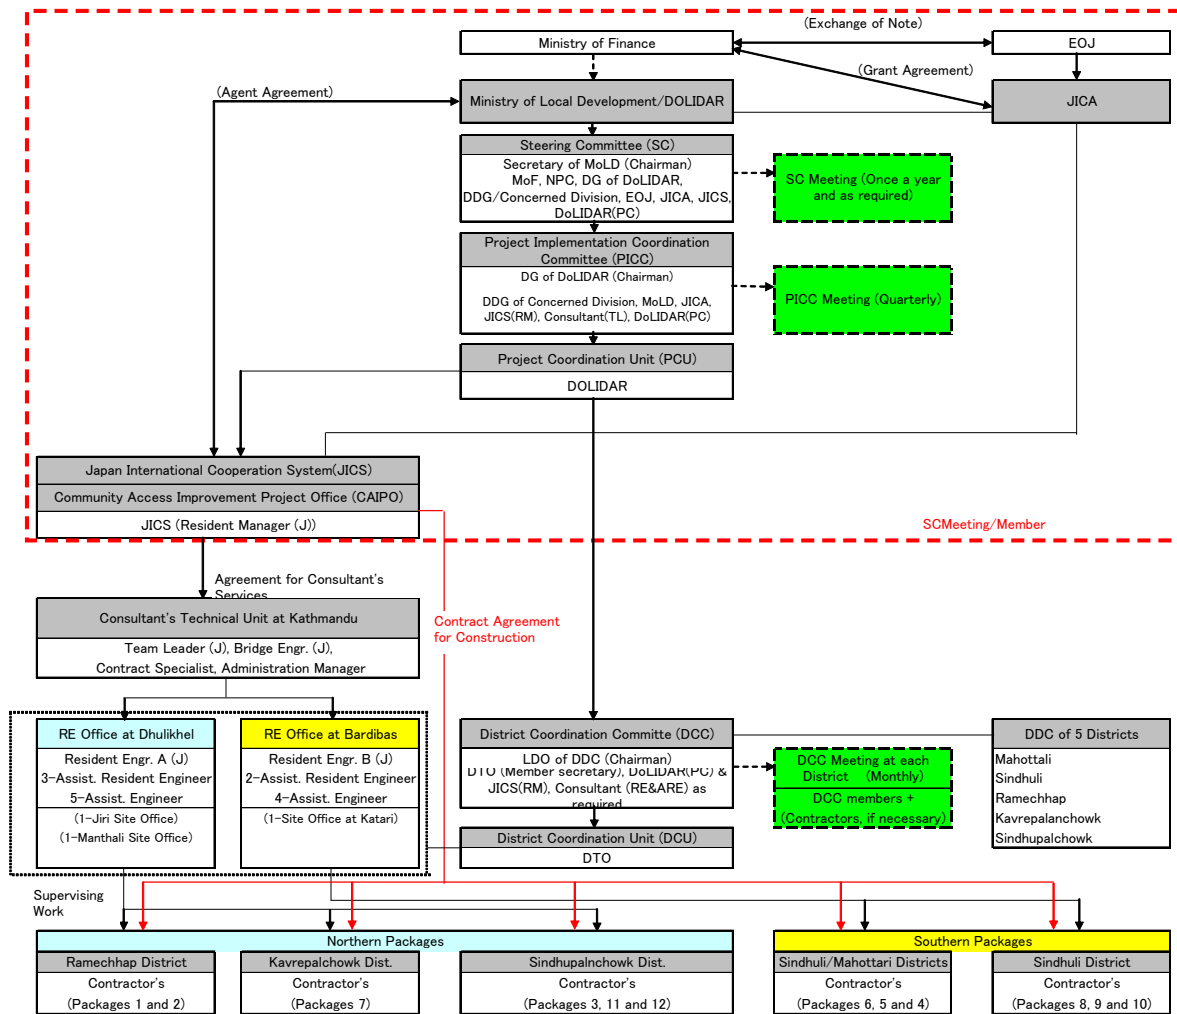 (Exchange of Note)
Ministry of Finance
EOJ
(Grant Agreement)
(Agent Agreement)
Ministry of Local Development/DOLIDAR
JICA
Steering Committee (SC)
Secretary of MoLD (Chairman)
MoF, NPC, DG of DoLIDAR,
DDG/Concerned Division, EOJ, JICA, JICS,
DoLIDAR(PC)
SC Meeting (Once a year
and as required)
Project Implementation Coordination
Committee (PICC)
DG of DoLIDAR (Chairman)
DDG of Concerned Division, MoLD, JICA,
JICS(RM), Consultant(TL), DoLIDAR(PC)
PICC Meeting (Quarterly)
Project Coordination Unit (PCU)
DOLIDAR
Japan International Cooperation System(JICS)
Community Access Improvement Project Office (CAIPO)
JICS (Resident Manager (J))
SCMeeting/Member
Agreement for Consultant's
Services
Consultant's Technical Unit at Kathmandu
Team Leader (J), Bridge Engr. (J),
Contract Specialist, Administration Manager
Contract Agreement
for Construction
RE Office at Dhulikhel
Resident Engr. A (J)
3-Assist. Resident Engineer
5-Assist. Engineer
(1-Jiri Site Office)
(1-Manthali Site Office)
RE Office at Bardibas
Resident Engr. B (J)
2-Assist. Resident Engineer
4-Assist. Engineer
(1-Site Office at Katari)
District Coordination Committe (DCC)
LDO of DDC (Chairman)
DTO (Member secretary), DoLIDAR(PC) &
JICS(RM), Consultant (RE&ARE) as
required
District Coordination Unit (DCU)
DTO
DCC Meeting at each
District (Monthly)
DCC members +
(Contractors, if necessary)
DDC of 5 Districts
Mahottali
Sindhuli
Ramechhap
Kavrepalanchowk
Sindhupalchowk
Supervising
Work
Northern Packages
Southern Packages
Ramechhap District
Contractor's
(Packages 1 and 2)
Kavrepalchowk Dist.
Contractor's
(Packages 7)
Sindhupalnchowk Dist.
Contractor's
(Packages 3, 11 and 12)
Sindhuli/Mahottari Districts
Contractor's
(Packages 6, 5 and 4)
Sindhuli District
Contractor's
(Packages 8, 9 and 10)